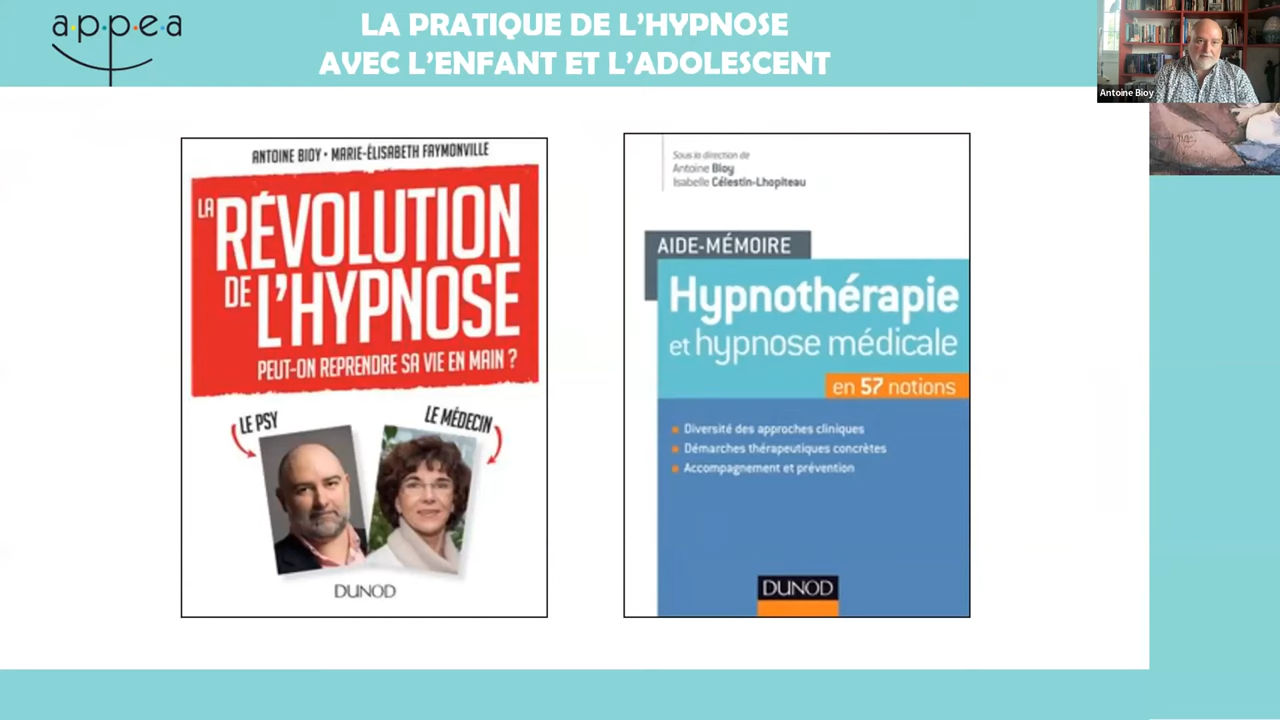 a·p·p·e·a
LA PRATIQUE DE L'HYPNOSE
AVEC L'ENFANT ET L'ADOLESCENT
Antoine Bioy
ANTOINE BIOY • MARIE-ÉLISABETH FAYMONVILLE
LA RÉVOLUTION
DE L'HYPNOSE
PEUT-ON REPRENDRE SA VIE EN MAIN ?
LE PSY
LE MÉDECIN
DUNOD
Sous la direction de
Antoine Bioy
Isabelle Célestin-Lhopiteau
AIDE-MÉMOIRE
Hypnothérapie
et hypnose médicale
en 57 notions
Diversité des approches cliniques
Démarches thérapeutiques concrètes
Accompagnement et prévention
DUNOD